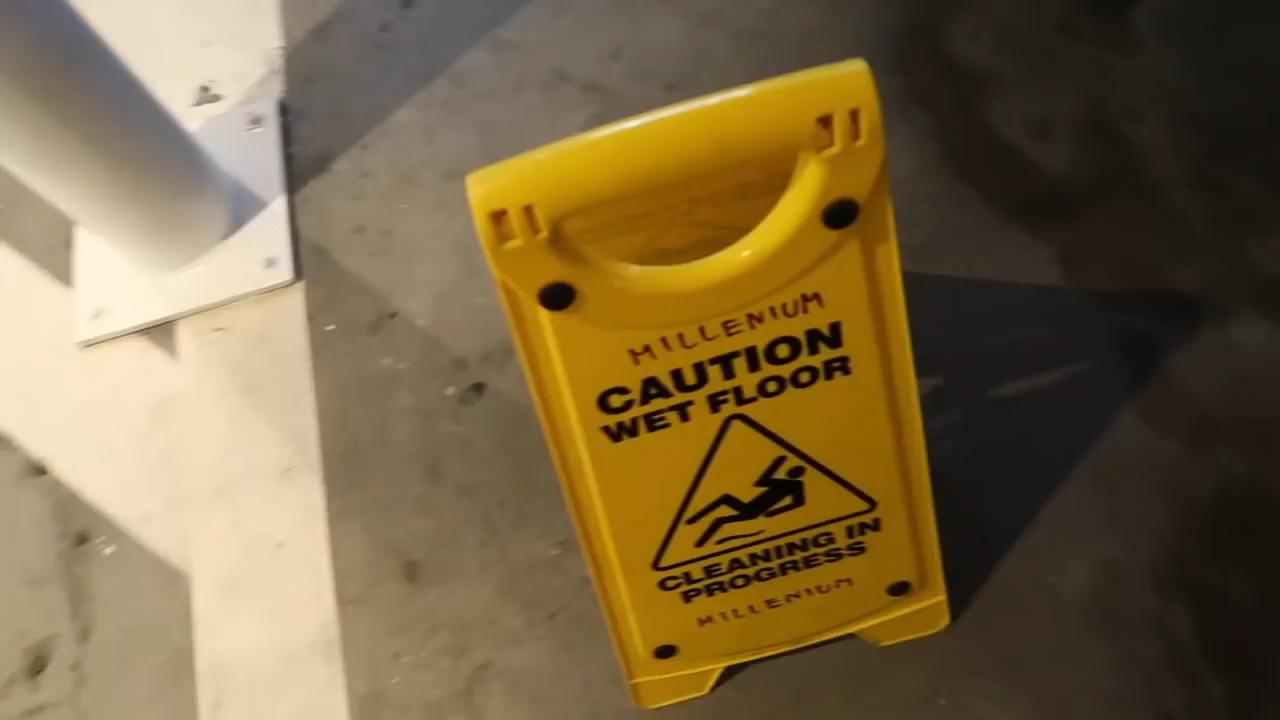 MILLENIUM
CAUTION
WET FLOOR
CLEANING IN
PROGRESS
MILLENIUM